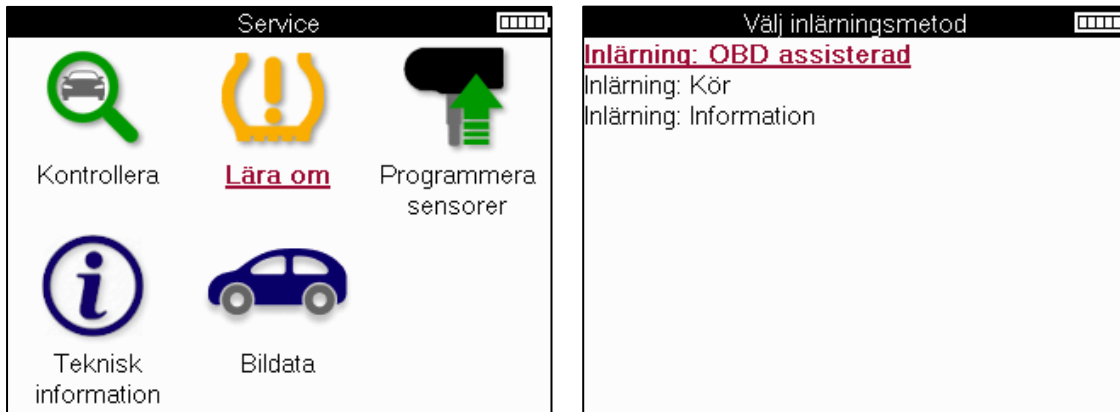 Service
Kontrollera
Lära om
Programmera
sensorer
Teknisk
information
Bildata
Välj inlärningsmetod
Inlärning: OBD assisterad
Inlärning: Kör
Inlärning: Information